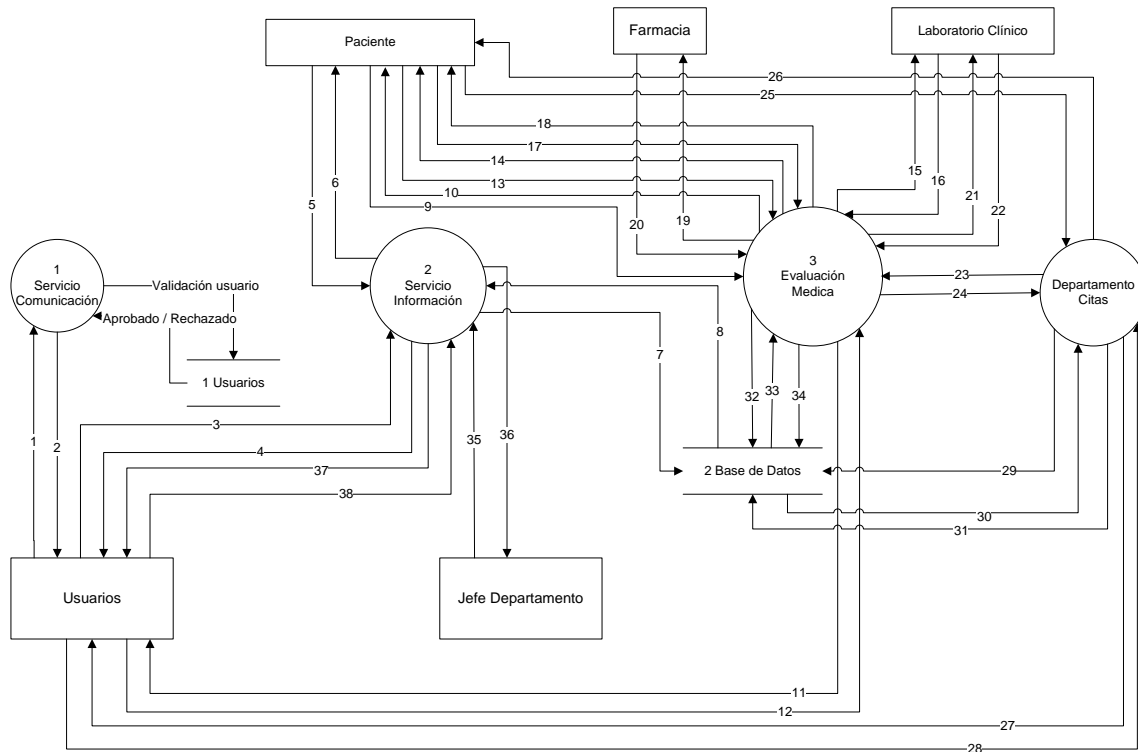 Paciente
Farmacia
Laboratorio Clínico
26
25
18
17
14
13
10
9
5
6
20
19
15
16
21
22
1
Servicio
Comunicación
2
Servicio
Información
3
Evaluación
Medica
Departamento
Citas
23
24
Validación usuario
Aprobado / Rechazado
1 Usuarios
7
8
32
33
34
1
2
3
4
37
38
35
36
2 Base de Datos
29
30
31
Usuarios
Jefe Departamento
11
12
27
28